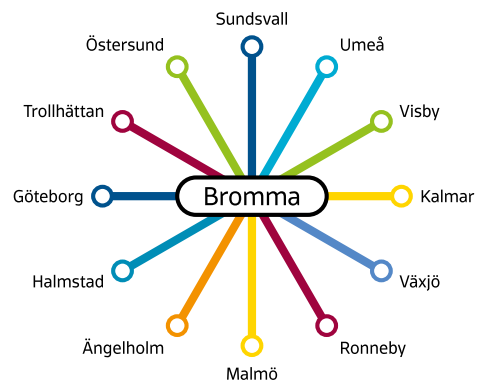 Sundsvall
Östersund
Umeå
Trollhättan
Visby
Göteborg
Bromma
Kalmar
Halmstad
Växjö
Ängelholm
Ronneby
Malmö